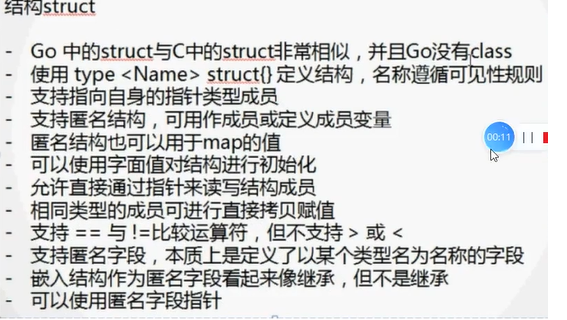 结构struct
- Go 中的struct与C中的struct非常相似，并且Go没有class
- 使用 type <Name> struct{} 定义结构，名称遵循可见性规则
- 支持指向自身的指针类型成员
- 支持匿名结构，可用作成员或定义成员变量
- 匿名结构也可以用于map的值
- 可以使用字面值对结构进行初始化
- 允许直接通过指针来读写结构成员
- 相同类型的成员可进行直接拷贝赋值
- 支持 == 与 !=比较运算符，但不支持 > 或 <
- 支持匿名字段，本质上是定义了以某个类型名为名称的字段
- 嵌入结构作为匿名字段看起来像继承，但不是继承
- 可以使用匿名字段指针
00:11